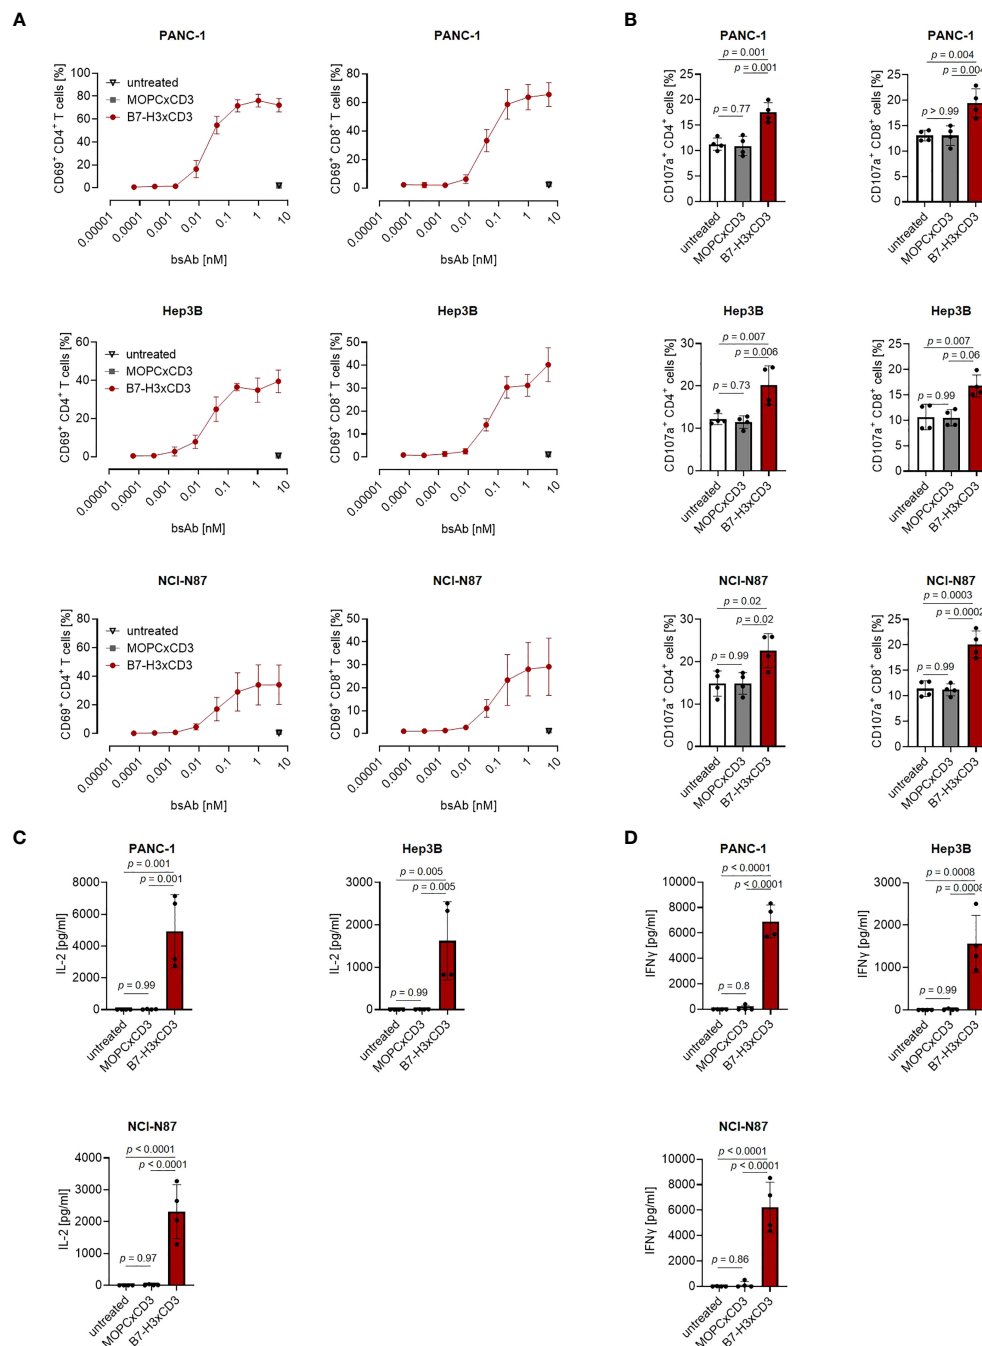 A
B
PANC-1
PANC-1
PANC-1
PANC-1
CD69+ CD4+ T cells [%]
100
80
60
40
20
0
untreated
MOPCxCD3
B7-H3xCD3
0.00001
0.0001
0.001
0.01
0.1
1
10
bsAb [nM]
CD69+ CD8+ T cells [%]
80
60
40
20
0
0.00001
0.0001
0.001
0.01
0.1
1
10
bsAb [nM]
CD107a+ CD4+ cells [%]
25
20
15
10
5
0
p = 0.001
p = 0.001
p = 0.77
untreated
MOPCxCD3
B7-H3xCD3
CD107a+ CD8+ cells [%]
25
20
15
10
5
0
p = 0.004
p = 0.004
p > 0.99
untreated
MOPCxCD3
B7-H3xCD3
Hep3B
Hep3B
Hep3B
Hep3B
CD69+ CD4+ T cells [%]
60
40
20
0
untreated
MOPCxCD3
B7-H3xCD3
0.00001
0.0001
0.001
0.01
0.1
1
10
bsAb [nM]
CD69+ CD8+ T cells [%]
50
40
30
20
10
0
0.00001
0.0001
0.001
0.01
0.1
1
10
bsAb [nM]
CD107a+ CD4+ cells [%]
30
20
10
0
p = 0.007
p = 0.006
p = 0.73
untreated
MOPCxCD3
B7-H3xCD3
CD107a+ CD8+ cells [%]
25
20
15
10
5
0
p = 0.007
p = 0.06
p = 0.99
untreated
MOPCxCD3
B7-H3xCD3
NCI-N87
NCI-N87
NCI-N87
NCI-N87
CD69+ CD4+ T cells [%]
80
60
40
20
0
untreated
MOPCxCD3
B7-H3xCD3
0.00001
0.0001
0.001
0.01
0.1
1
10
bsAb [nM]
CD69+ CD8+ T cells [%]
50
40
30
20
10
0
0.00001
0.0001
0.001
0.01
0.1
1
10
bsAb [nM]
CD107a+ CD4+ cells [%]
30
20
10
0
p = 0.02
p = 0.02
p = 0.99
untreated
MOPCxCD3
B7-H3xCD3
CD107a+ CD8+ cells [%]
25
20
15
10
5
0
p = 0.0003
p = 0.0002
p = 0.99
untreated
MOPCxCD3
B7-H3xCD3
C
D
PANC-1
Hep3B
PANC-1
Hep3B
IL-2 [pg/ml]
8000
6000
4000
2000
0
p = 0.001
p = 0.001
p = 0.99
untreated
MOPCxCD3
B7-H3xCD3
IL-2 [pg/ml]
3000
2000
1000
0
p = 0.005
p = 0.005
p = 0.99
untreated
MOPCxCD3
B7-H3xCD3
IFNγ [pg/ml]
10000
8000
6000
4000
2000
0
p < 0.0001
p < 0.0001
p = 0.8
untreated
MOPCxCD3
B7-H3xCD3
IFNγ [pg/ml]
3000
2000
1000
0
p = 0.0008
p = 0.0008
p = 0.99
untreated
MOPCxCD3
B7-H3xCD3
NCI-N87
NCI-N87
IL-2 [pg/ml]
4000
3000
2000
1000
0
p < 0.0001
p < 0.0001
p = 0.97
untreated
MOPCxCD3
B7-H3xCD3
IFNγ [pg/ml]
10000
8000
6000
4000
2000
0
p < 0.0001
p < 0.0001
p = 0.86
untreated
MOPCxCD3
B7-H3xCD3